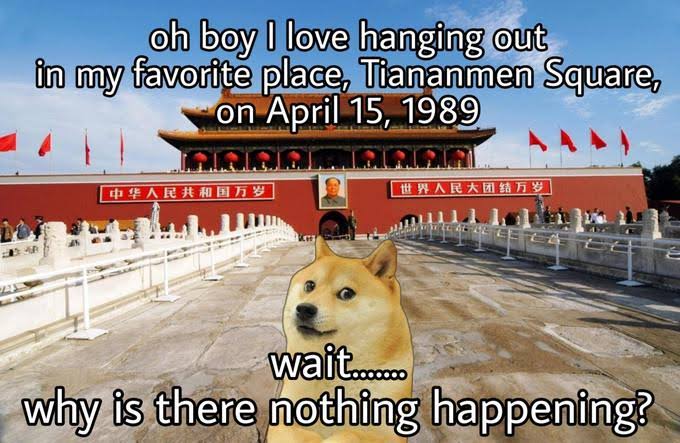 oh boy I love hanging out
in my favorite place, Tiananmen Square,
on April 15, 1989
中华人民共和国万岁
世界人民大团结万岁
wait.......
why is there nothing happening?